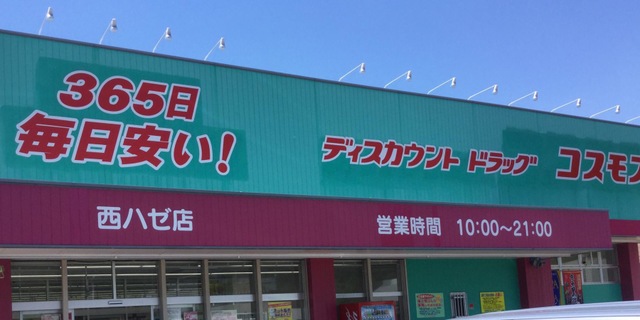 365日
毎日安い!
ディスカウント ドラッグ コスモス
西ハゼ店
営業時間 10:00～21:00